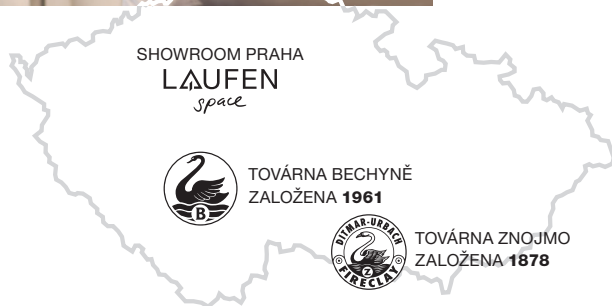 SHOWROOM PRAHA
LAUFEN
space
B
TOVÁRNA BECHYNĚ
ZALOŽENA 1961
DITMAR-URBACH
Z
FIRECLAY
TOVÁRNA ZNOJMO
ZALOŽENA 1878